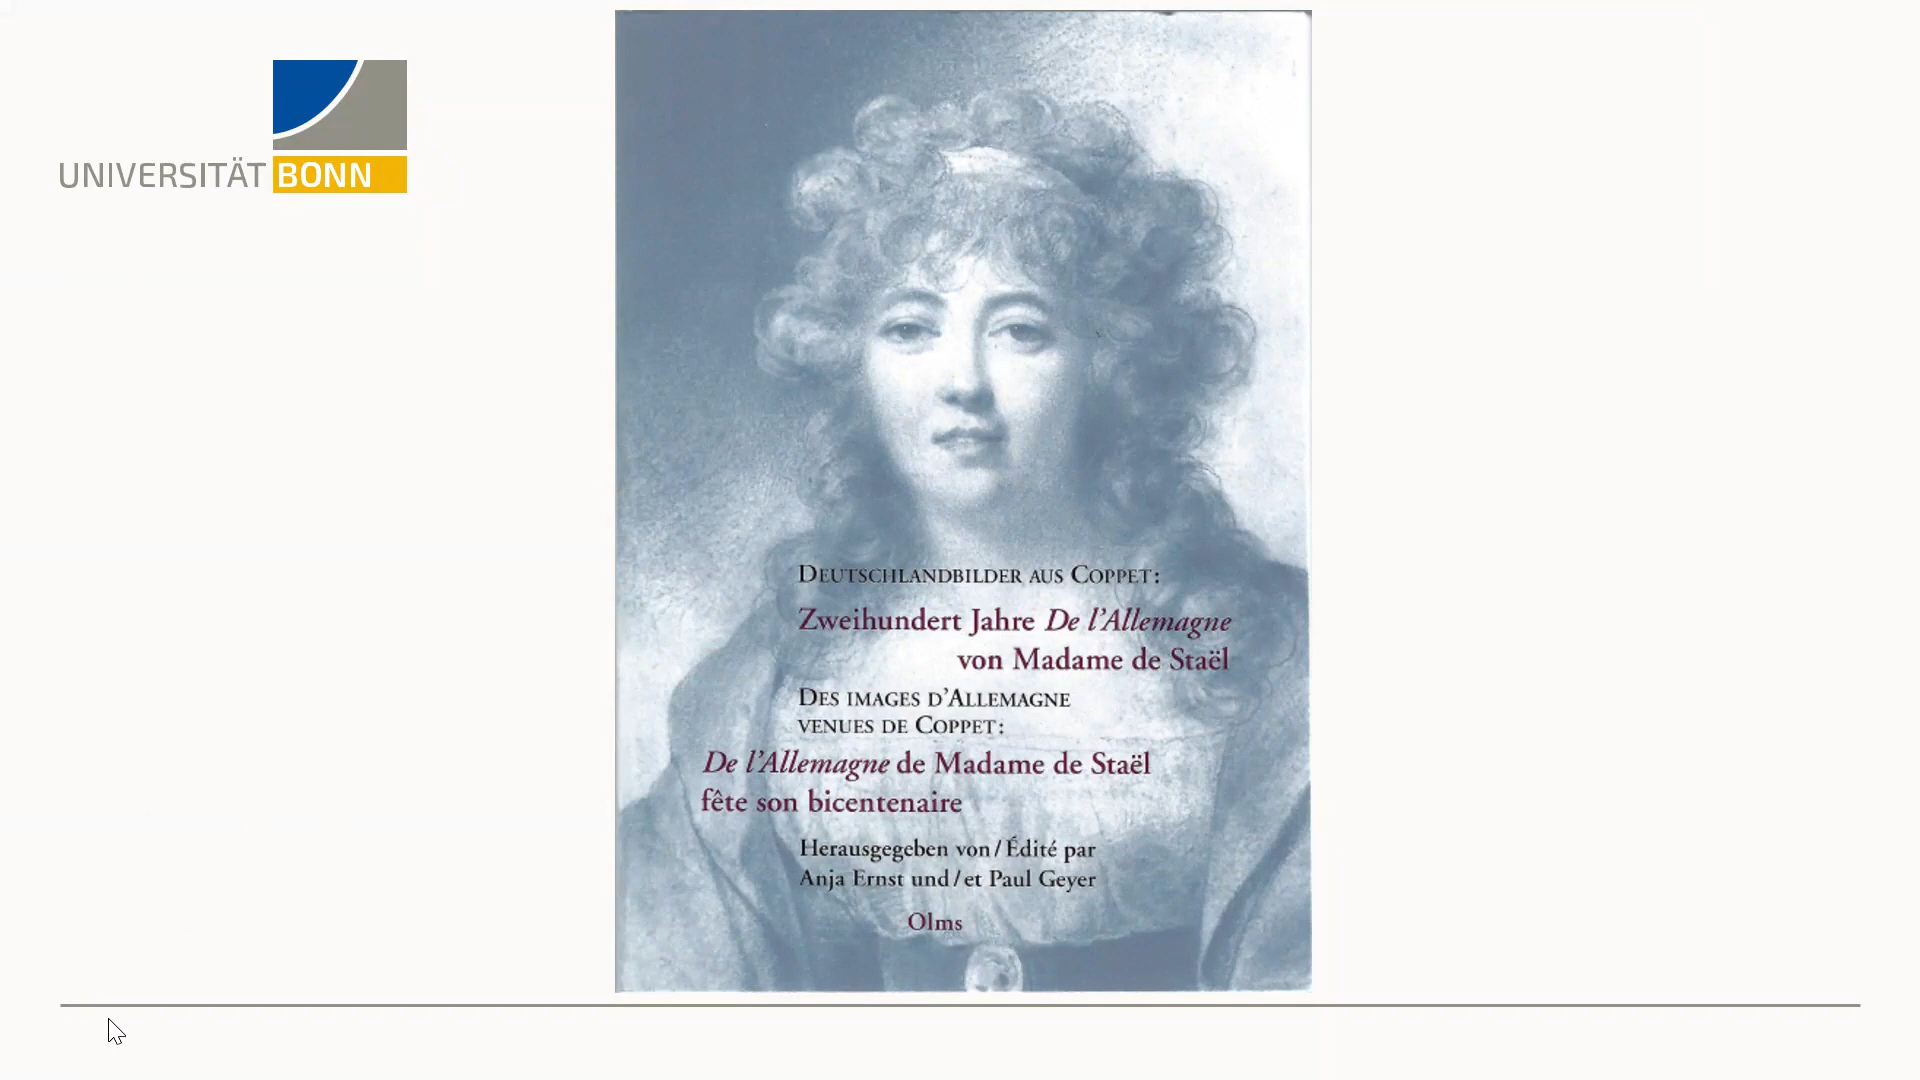 UNIVERSITÄT BONN
DEUTSCHLANDBILDER AUS COPPET:
Zweihundert Jahre De l'Allemagne
von Madame de Staël
DES IMAGES D'ALLEMAGNE
VENUES DE COPPET:
De l'Allemagne de Madame de Staël
fête son bicentenaire
Herausgegeben von/Édité par
Anja Ernst und/et Paul Geyer
Olms